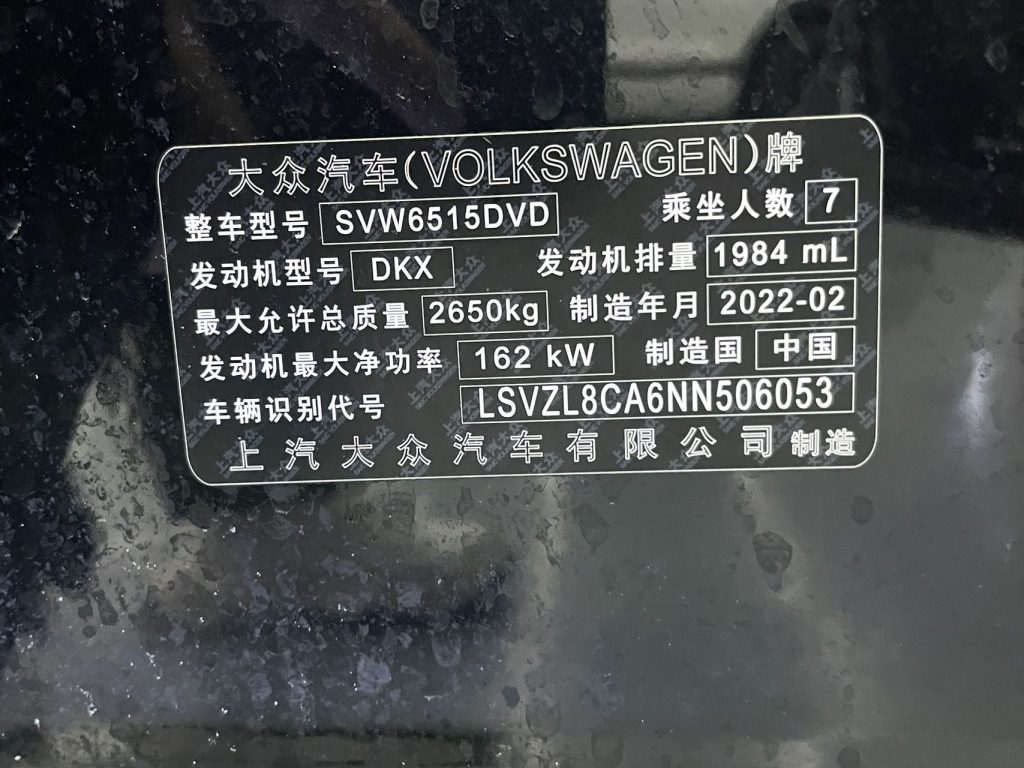 大众汽车(VOLKSWAGEN)牌
整车型号 SVW6515DVD 乘坐人数 7
发动机型号 DKX 发动机排量 1984 mL
最大允许总质量 2650kg 制造年月 2022-02
发动机最大净功率 162 kW 制造国 中国
车辆识别代号 LSVZL8CA6NN506053
上汽大众汽车有限公司制造